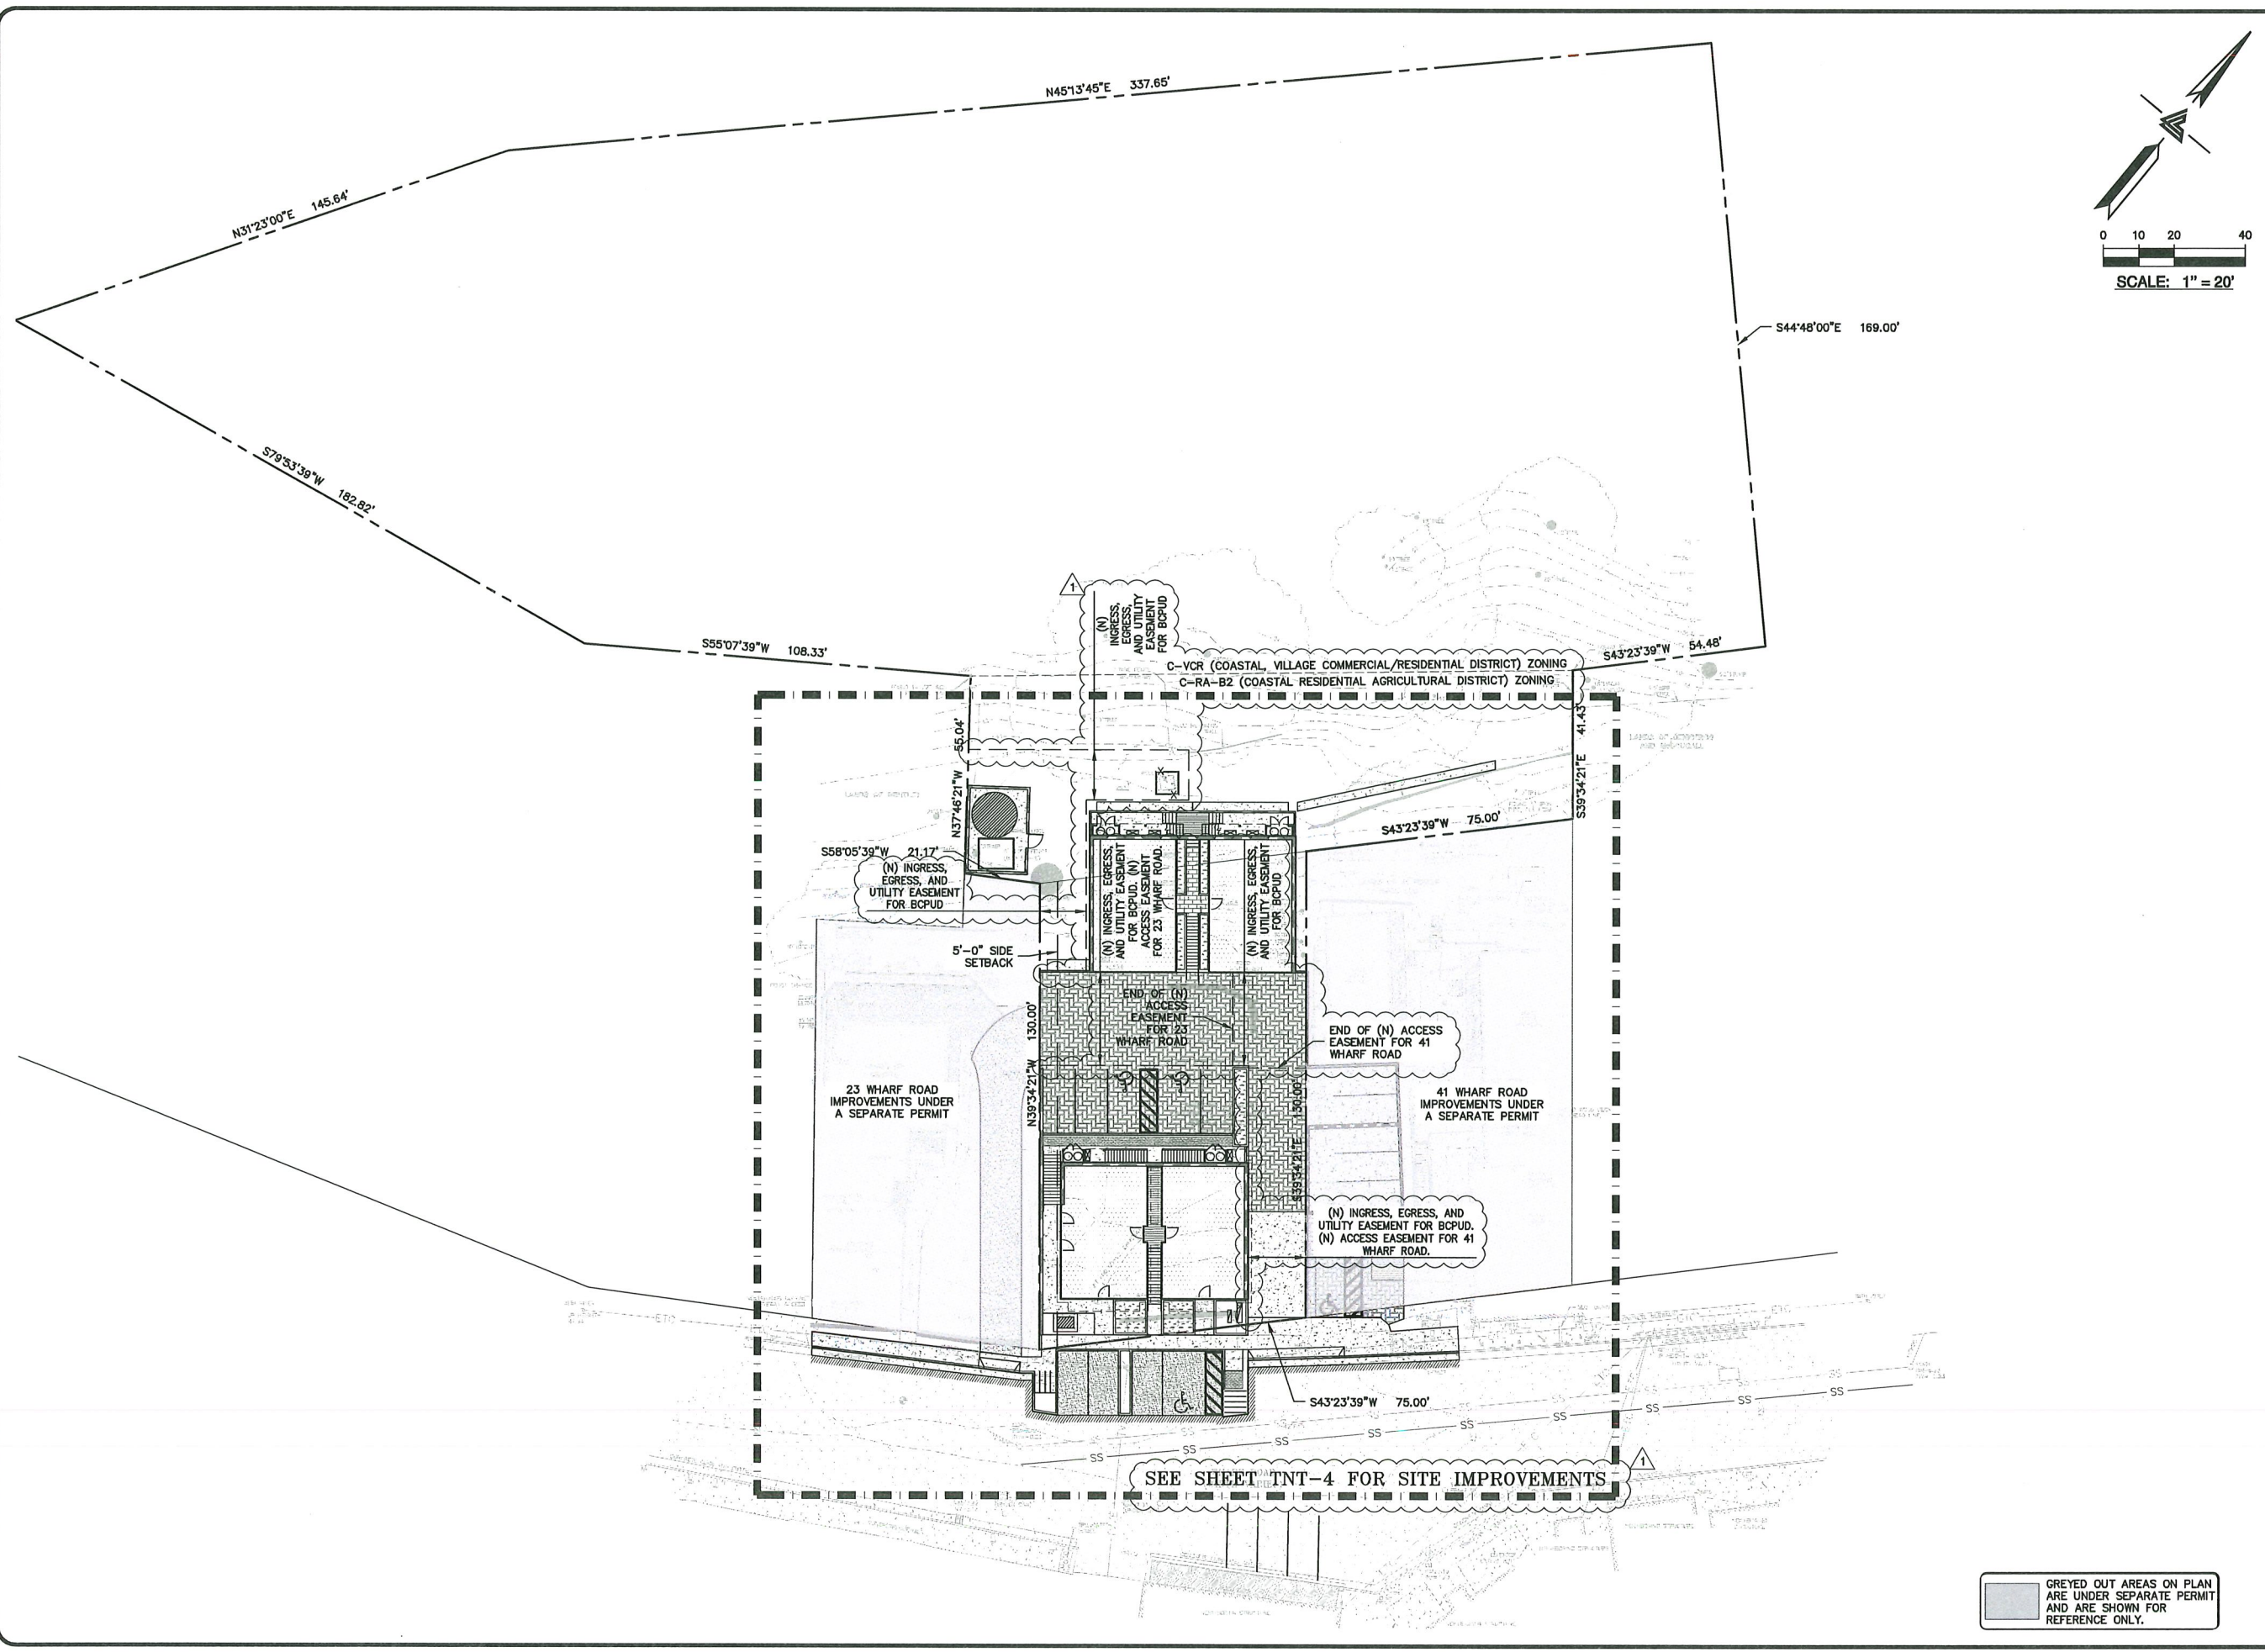 N45°13'45"E 337.65'
N31°23'00"E 145.64'
0 10 20 40
SCALE: 1" = 20'
S44°48'00"E 169.00'
S79°53'39"W 182.82'
1
(N)
INGRESS,
EGRESS,
AND UTILITY
EASEMENT
FOR BCPUD
S55°07'39"W 108.33'
S43°23'39"W 54.48'
C-VCR (COASTAL, VILLAGE COMMERCIAL/RESIDENTIAL DISTRICT) ZONING
C-RA-B2 (COASTAL RESIDENTIAL AGRICULTURAL DISTRICT) ZONING
N37°46'21"W 55.04'
S39°34'21"E 41.43'
S43°23'39"W 75.00'
S58°05'39"W 21.17'
(N) INGRESS,
EGRESS, AND
UTILITY EASEMENT
FOR BCPUD
(N) INGRESS, EGRESS,
AND UTILITY EASEMENT
FOR BCPUD. (N)
ACCESS EASEMENT
FOR 23 WHARF ROAD.
(N) INGRESS, EGRESS,
AND UTILITY EASEMENT
FOR BCPUD
5'-0" SIDE
SETBACK
END OF (N)
ACCESS
EASEMENT
FOR 23
WHARF ROAD
END OF (N) ACCESS
EASEMENT FOR 41
WHARF ROAD
N39°34'21"W 130.00'
S39°34'21"E 130.00'
23 WHARF ROAD
IMPROVEMENTS UNDER
A SEPARATE PERMIT
41 WHARF ROAD
IMPROVEMENTS UNDER
A SEPARATE PERMIT
(N) INGRESS, EGRESS, AND
UTILITY EASEMENT FOR BCPUD.
(N) ACCESS EASEMENT FOR 41
WHARF ROAD.
S43°23'39"W 75.00'
SS SS SS SS SS SS SS SS SS
SEE SHEET TNT-4 FOR SITE IMPROVEMENTS
1
GREYED OUT AREAS ON PLAN
ARE UNDER SEPARATE PERMIT
AND ARE SHOWN FOR
REFERENCE ONLY.